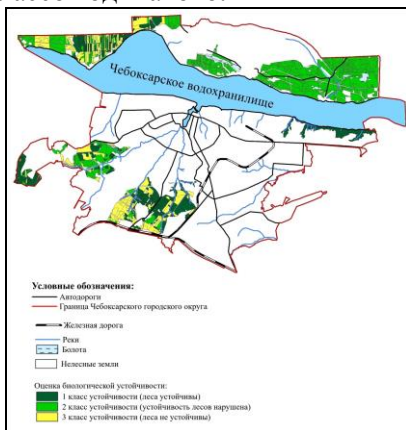 Чебоксарское водохранилище
Условные обозначения:
Автодороги
Граница Чебоксарского городского округа
Железная дорога
Реки
Болота
Нелесные земли
Оценка биологической устойчивости:
1 класс устойчивости (леса устойчивы)
2 класс устойчивости (устойчивость лесов нарушена)
3 класс устойчивости (леса не устойчивы)